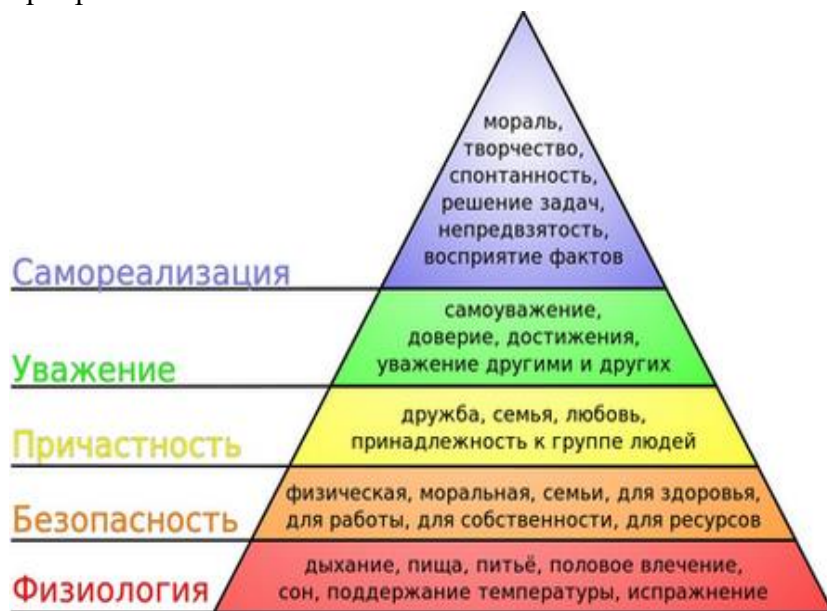 мораль,
творчество,
спонтанность,
решение задач,
непредвзятость,
восприятие фактов
Самореализация
самоуважение,
доверие, достижения,
уважение другими и других
Уважение
дружба, семья, любовь,
принадлежность к группе людей
Причастность
физическая, моральная, семьи, для здоровья,
для работы, для собственности, для ресурсов
Безопасность
дыхание, пища, питьё, половое влечение,
сон, поддержание температуры, испражнение
Физиология